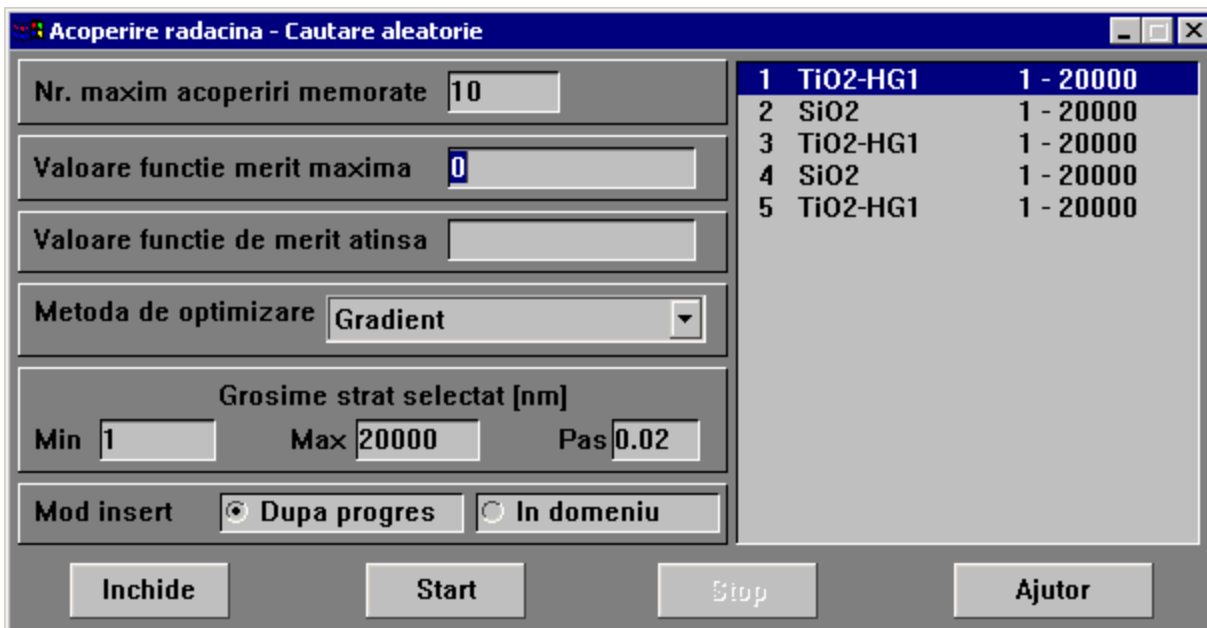 Acoperire radacina - Cautare aleatorie
Nr. maxim acoperiri memorate 10
Valoare functie merit maxima 0
Valoare functie de merit atinsa
Metoda de optimizare Gradient
Grosime strat selectat [nm]
Min 1 Max 20000 Pas 0.02
Mod insert Dupa progres In domeniu
1 TiO2-HG1 1 - 20000
2 SiO2 1 - 20000
3 TiO2-HG1 1 - 20000
4 SiO2 1 - 20000
5 TiO2-HG1 1 - 20000
Inchide Start Stop Ajutor